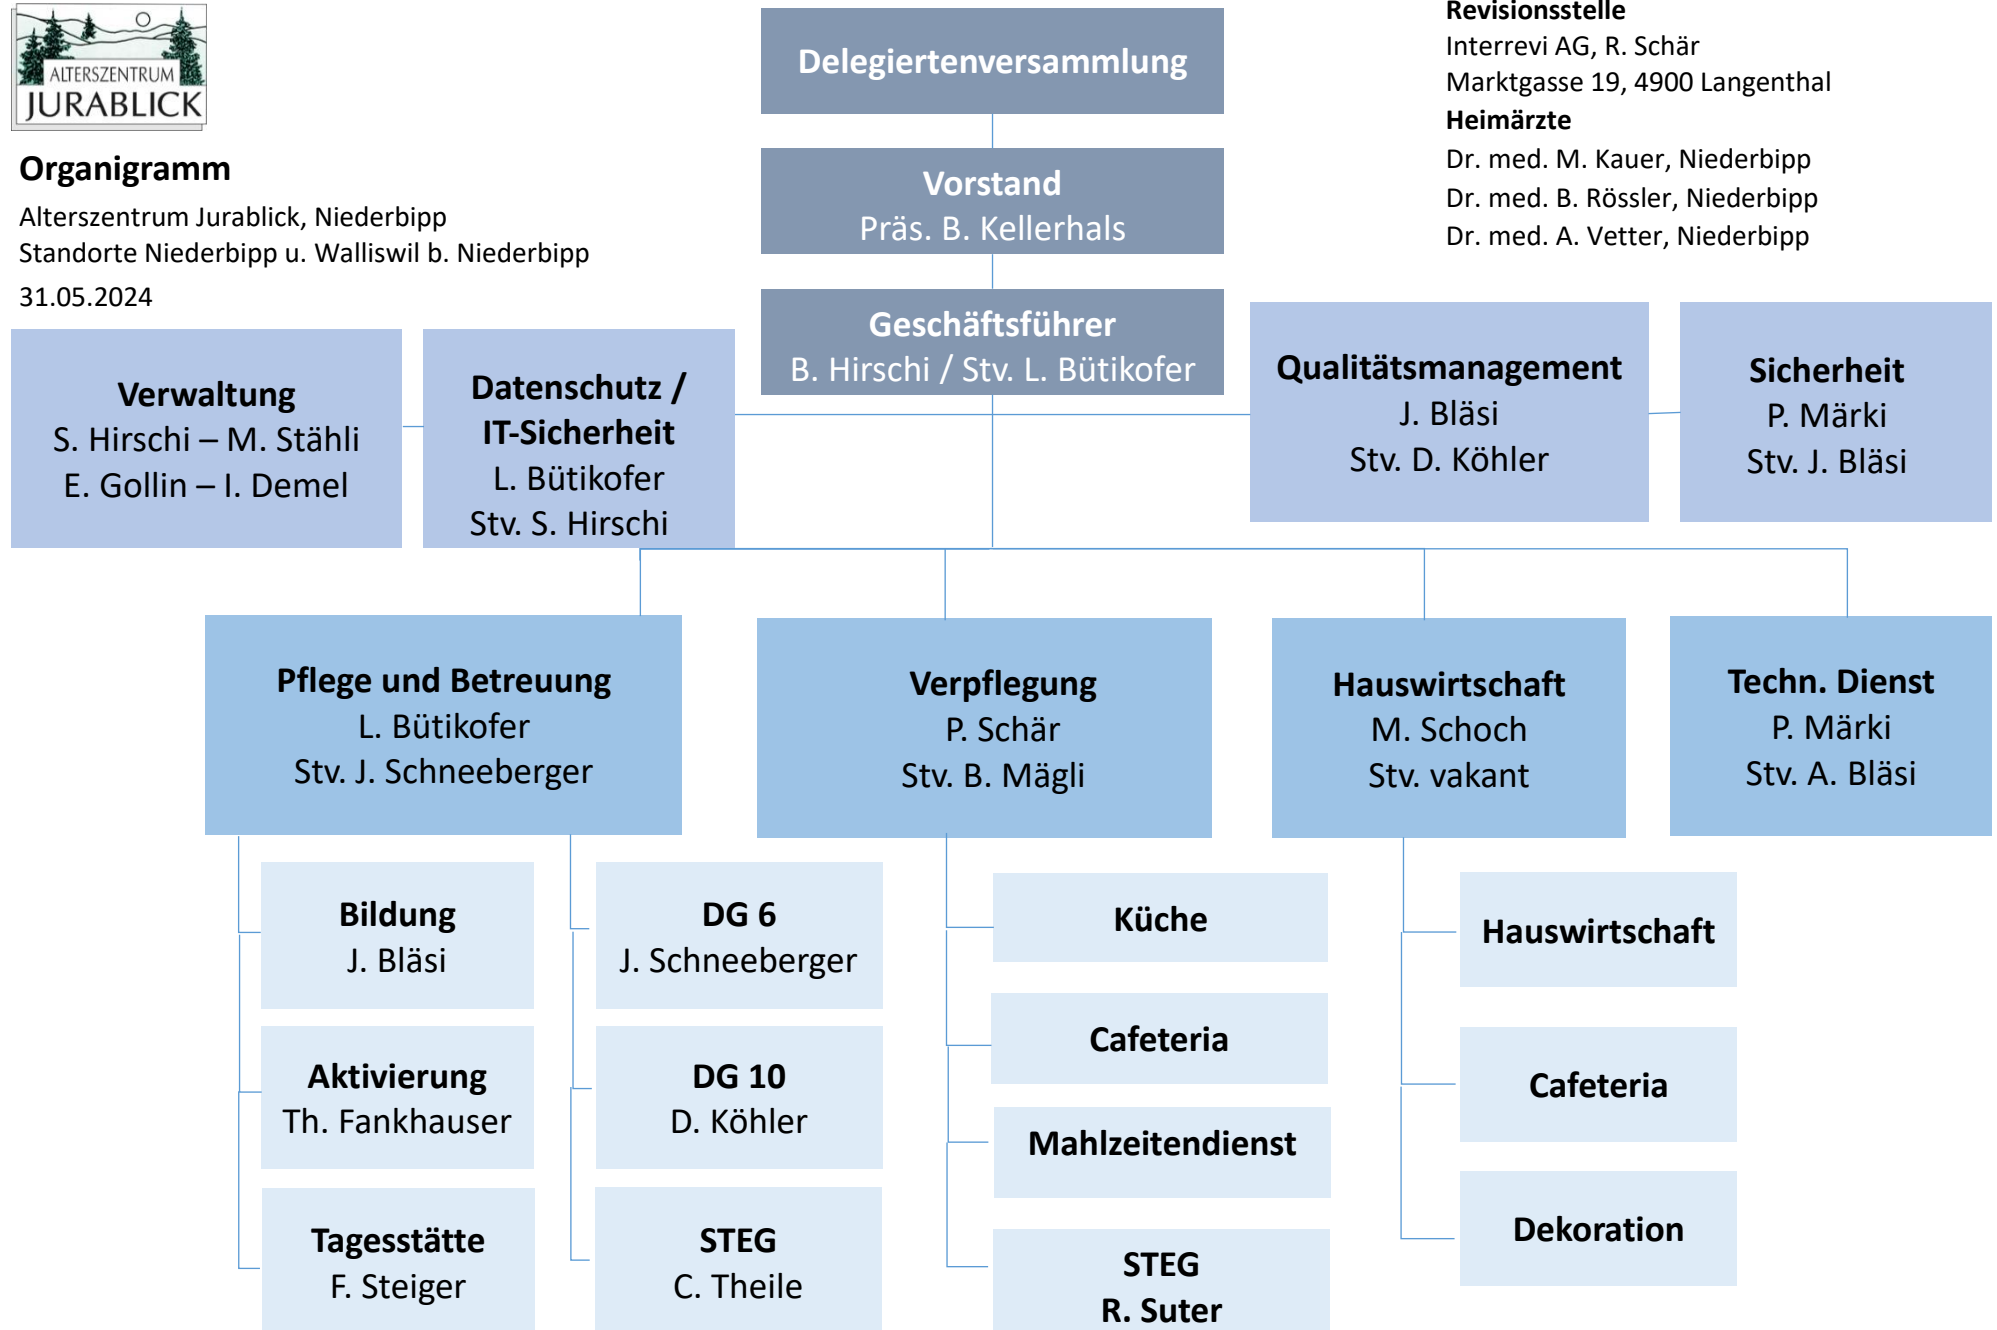 ALTERSZENTRUM
JURABLICK
Organigramm
Alterszentrum Jurablick, Niederbipp
Standorte Niederbipp u. Walliswil b. Niederbipp
31.05.2024
Delegiertenversammlung
Vorstand
Präs. B. Kellerhals
Geschäftsführer
B. Hirschi / Stv. L. Bütikofer
Revisionsstelle
Interrevi AG, R. Schär
Marktgasse 19, 4900 Langenthal
Heimärzte
Dr. med. M. Kauer, Niederbipp
Dr. med. B. Rössler, Niederbipp
Dr. med. A. Vetter, Niederbipp
Verwaltung
S. Hirschi – M. Stähli
E. Gollin – I. Demel
Datenschutz /
IT-Sicherheit
L. Bütikofer
Stv. S. Hirschi
Qualitätsmanagement
J. Bläsi
Stv. D. Köhler
Sicherheit
P. Märki
Stv. J. Bläsi
Pflege und Betreuung
L. Bütikofer
Stv. J. Schneeberger
Verpflegung
P. Schär
Stv. B. Mägli
Hauswirtschaft
M. Schoch
Stv. vakant
Techn. Dienst
P. Märki
Stv. A. Bläsi
Bildung
J. Bläsi
Aktivierung
Th. Fankhauser
Tagesstätte
F. Steiger
DG 6
J. Schneeberger
DG 10
D. Köhler
STEG
C. Theile
Küche
Cafeteria
Mahlzeitendienst
STEG
R. Suter
Hauswirtschaft
Cafeteria
Dekoration